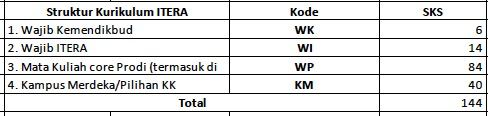 Struktur Kurikulum ITERA Kode SKS
1. Wajib Kemendikbud WK 6
2. Wajib ITERA WI 14
3. Mata Kuliah core Prodi (termasuk di WP 84
4. Kampus Merdeka/Pilihan KK KM 40
Total 144